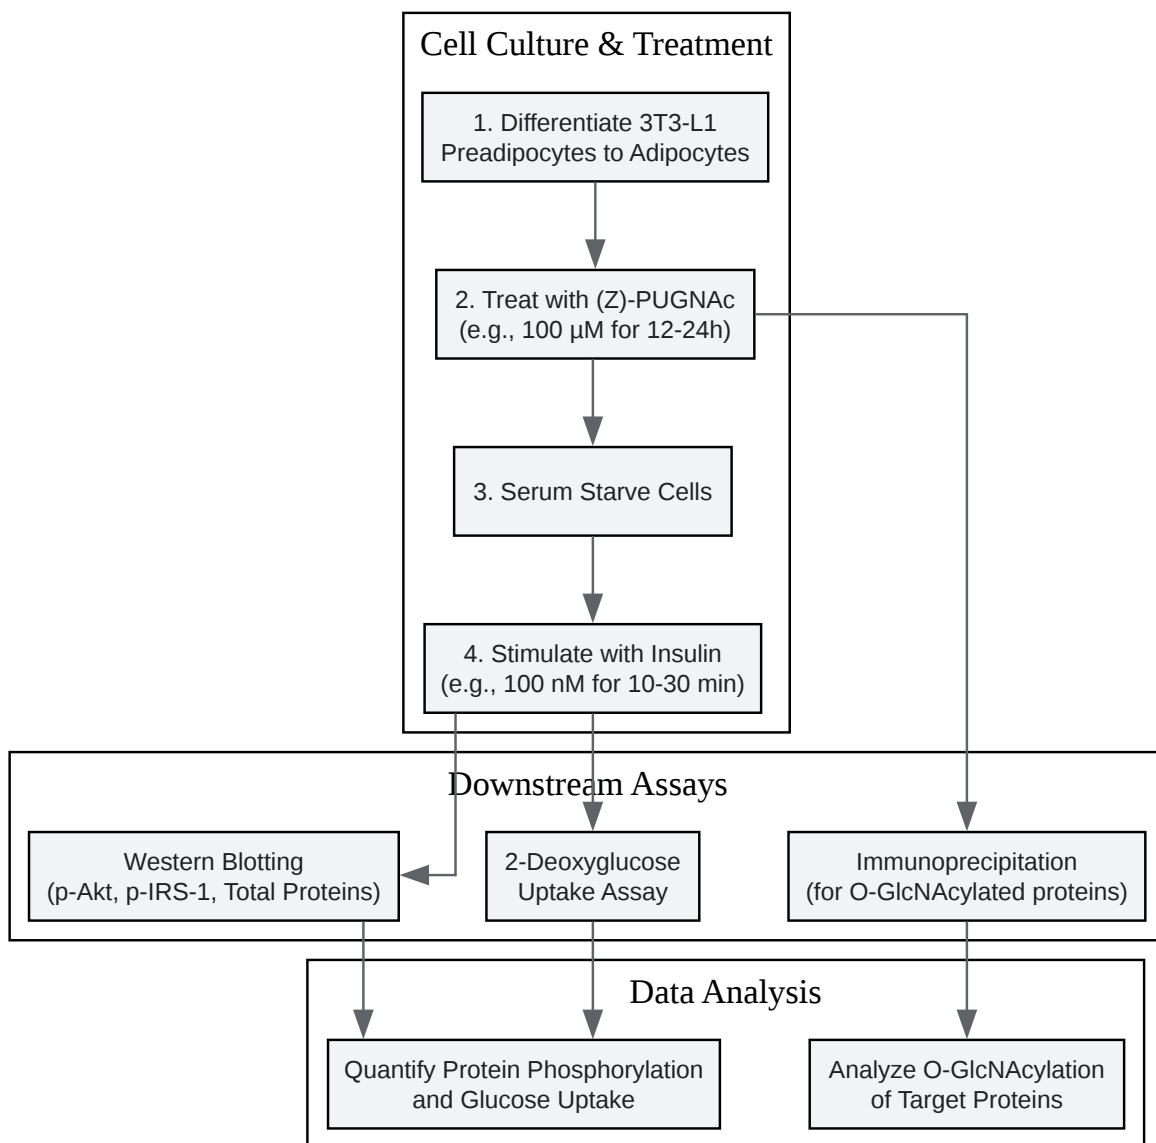 Cell Culture & Treatment
1. Differentiate 3T3-L1
Preadipocytes to Adipocytes
2. Treat with (Z)-PUGNAc
(e.g., 100 µM for 12-24h)
3. Serum Starve Cells
4. Stimulate with Insulin
(e.g., 100 nM for 10-30 min)
Downstream Assays
Western Blotting
(p-Akt, p-IRS-1, Total Proteins)
2-Deoxyglucose
Uptake Assay
Immunoprecipitation
(for O-GlcNAcylated proteins)
Data Analysis
Quantify Protein Phosphorylation
and Glucose Uptake
Analyze O-GlcNAcylation
of Target Proteins